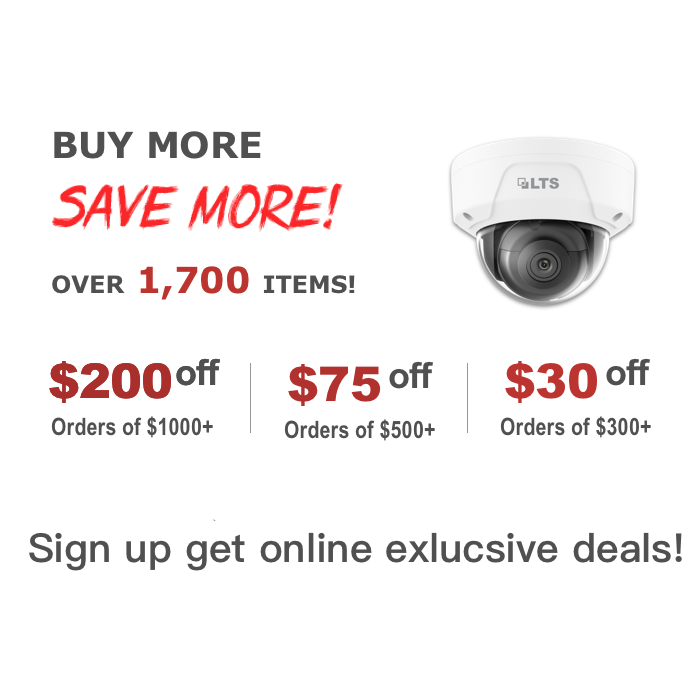 BUY MORE
SAVE MORE!
OVER 1,700 ITEMS!
LTS
$200 off
Orders of $1000+
$75 off
Orders of $500+
$30 off
Orders of $300+
Sign up get online exlucsive deals!